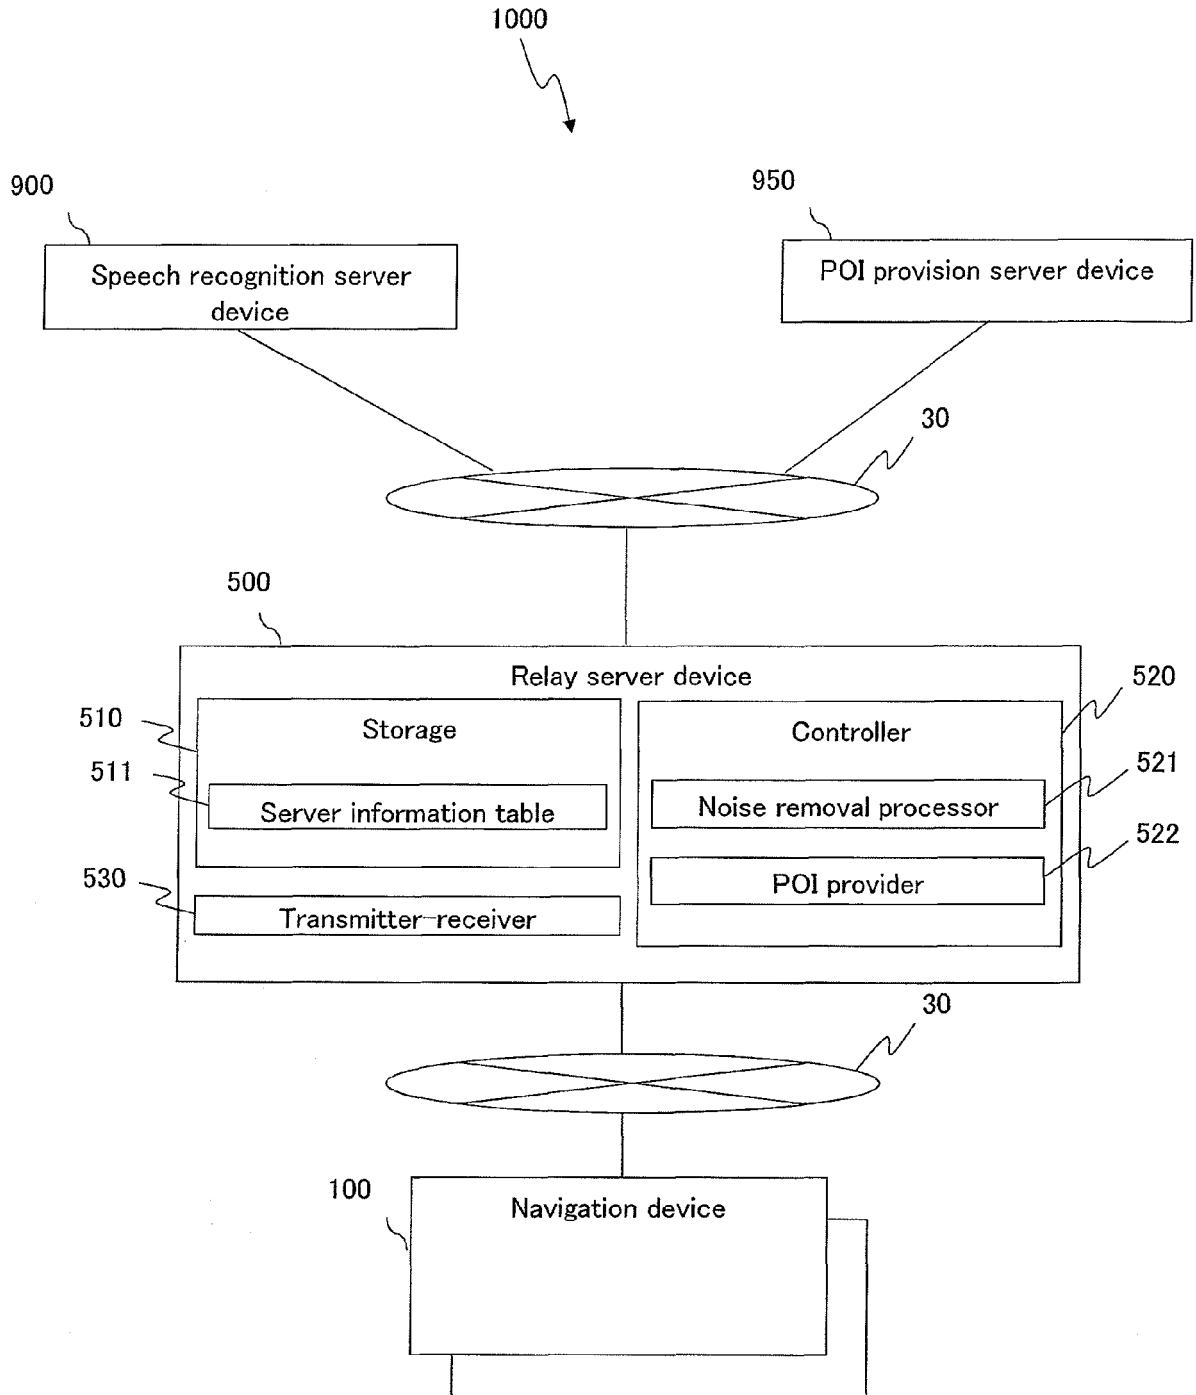 1000
900
950
Speech recognition server
device
POI provision server device
30
500
Relay server device
520
510
Storage
Controller
521
511
Server information table
Noise removal processor
522
530
POI provider
Transmitter-receiver
30
100
Navigation device